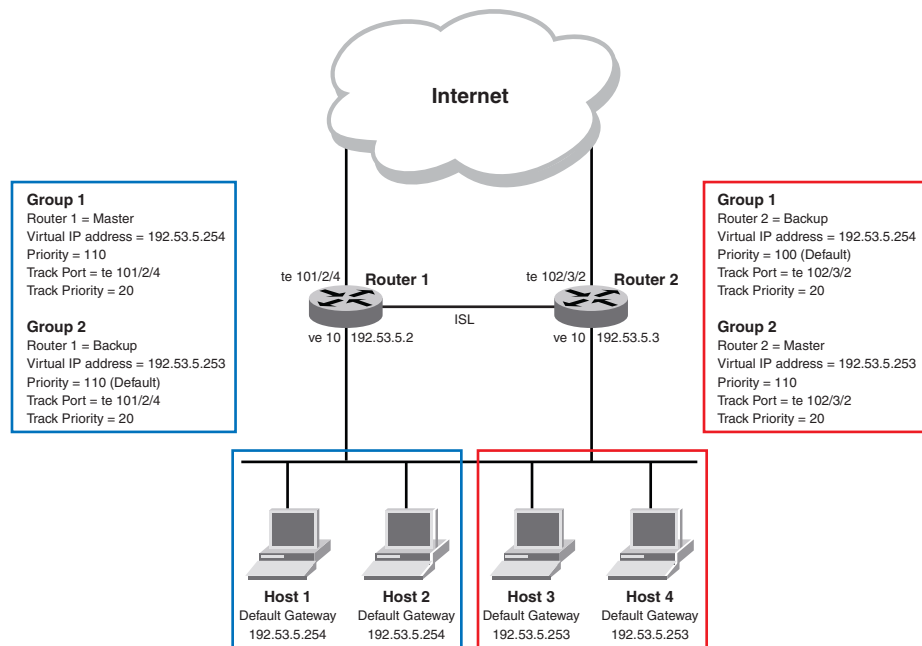 Internet
Group 1
Router 1 = Master
Virtual IP address = 192.53.5.254
Priority = 110
Track Port = te 101/2/4
Track Priority = 20
Group 2
Router 1 = Backup
Virtual IP address = 192.53.5.253
Priority = 110 (Default)
Track Port = te 101/2/4
Track Priority = 20
te 101/2/4
Router 1
ve 10
192.53.5.2
ISL
te 102/3/2
Router 2
ve 10
192.53.5.3
Group 1
Router 2 = Backup
Virtual IP address = 192.53.5.254
Priority = 100 (Default)
Track Port = te 102/3/2
Track Priority = 20
Group 2
Router 2 = Master
Virtual IP address = 192.53.5.253
Priority = 110
Track Port = te 102/3/2
Track Priority = 20
Host 1
Default Gateway
192.53.5.254
Host 2
Default Gateway
192.53.5.254
Host 3
Default Gateway
192.53.5.253
Host 4
Default Gateway
192.53.5.253